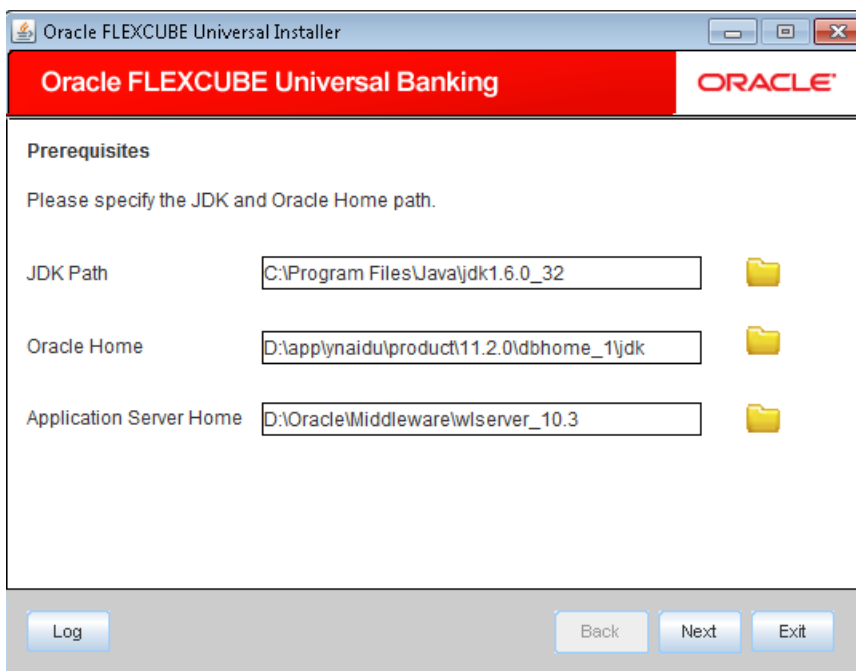 Oracle FLEXCUBE Universal Installer
Oracle FLEXCUBE Universal Banking
ORACLE
Prerequisites
Please specify the JDK and Oracle Home path.
JDK Path C:\Program Files\Java\jdk1.6.0_32
Oracle Home D:\app\ynaidu\product\11.2.0\dbhome_1\jdk
Application Server Home D:\Oracle\Middleware\wlserver_10.3
Log Back Next Exit